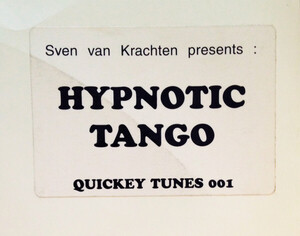 Sven van Krachten presents :
HYPNOTIC
TANGO
QUICKEY TUNES 001